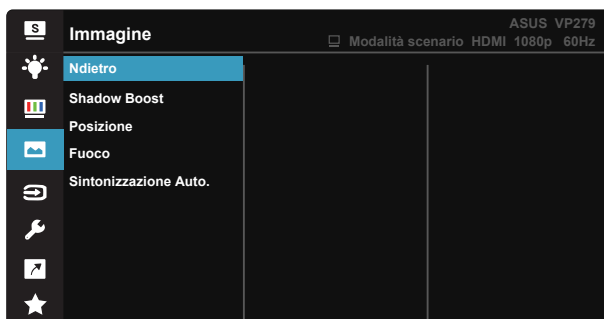 S
Immagine
ASUS VP279
Modalità scenario HDMI 1080p 60Hz
Ndietro
Shadow Boost
Posizione
Fuoco
Sintonizzazione Auto.